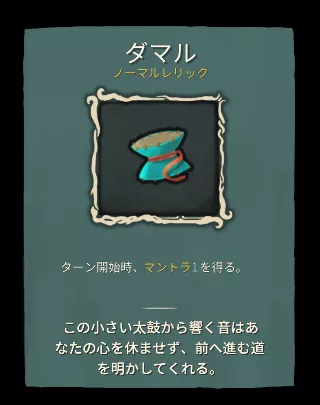 ダマル
ノーマルレリック
ターン開始時、マントラ1を得る。
この小さい太鼓から響く音はあ
なたの心を休ませず、前へ進む道
を明かしてくれる。